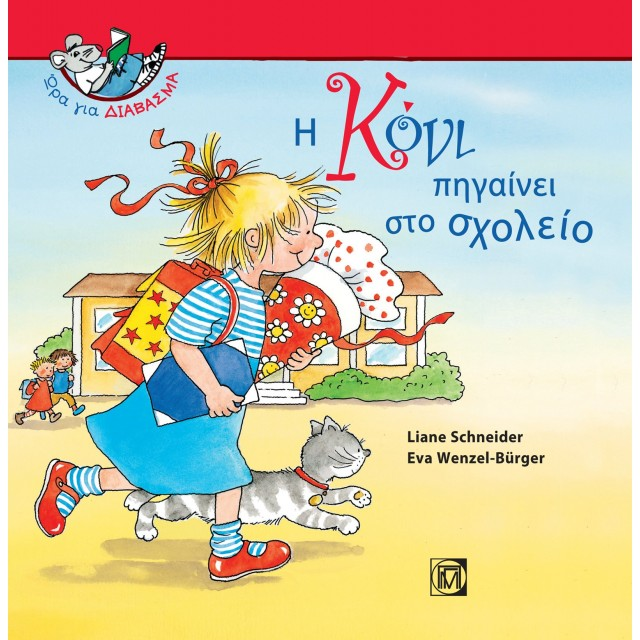 Ώρα για ΔΙΑΒΑΣΜΑ
Η Κόνι
πηγαίνει
στο σχολείο
Liane Schneider
Eva Wenzel-Bürger